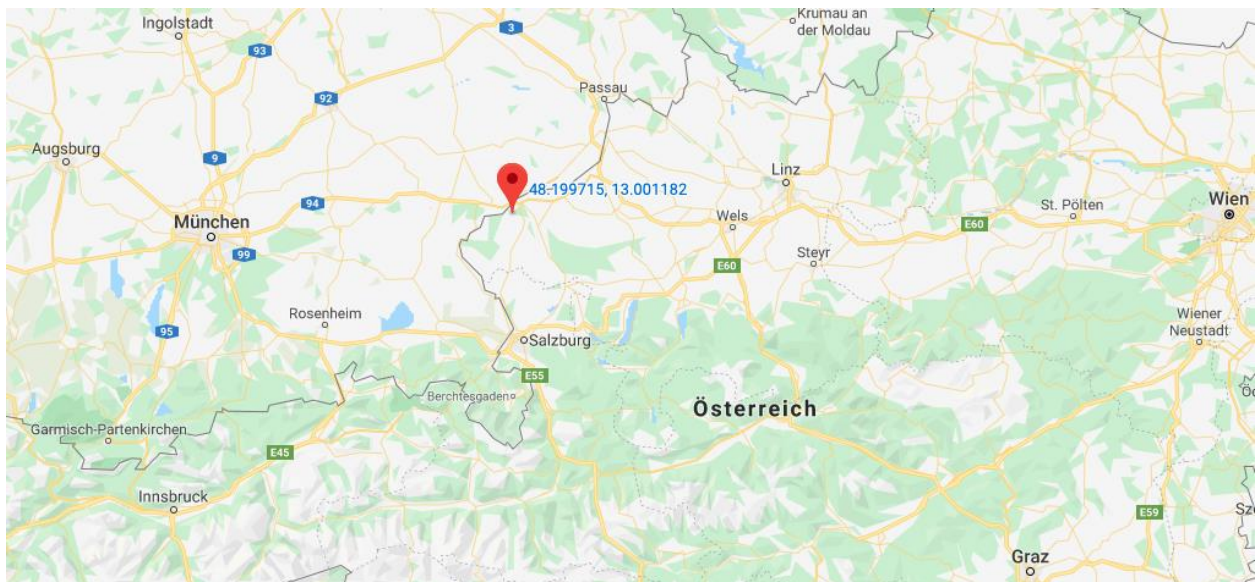 Ingolstadt
Krumau an
der Moldau
3
93
92
Passau
Augsburg
9
Linz
48.199715, 13.001182
94
Wien
St. Pölten
München
Wels
E60
99
Steyr
E60
Rosenheim
95
Wiener
Neustadt
Salzburg
E55
Berchtesgaden
Österreich
Garmisch-Partenkirchen
E45
Innsbruck
E59
Graz